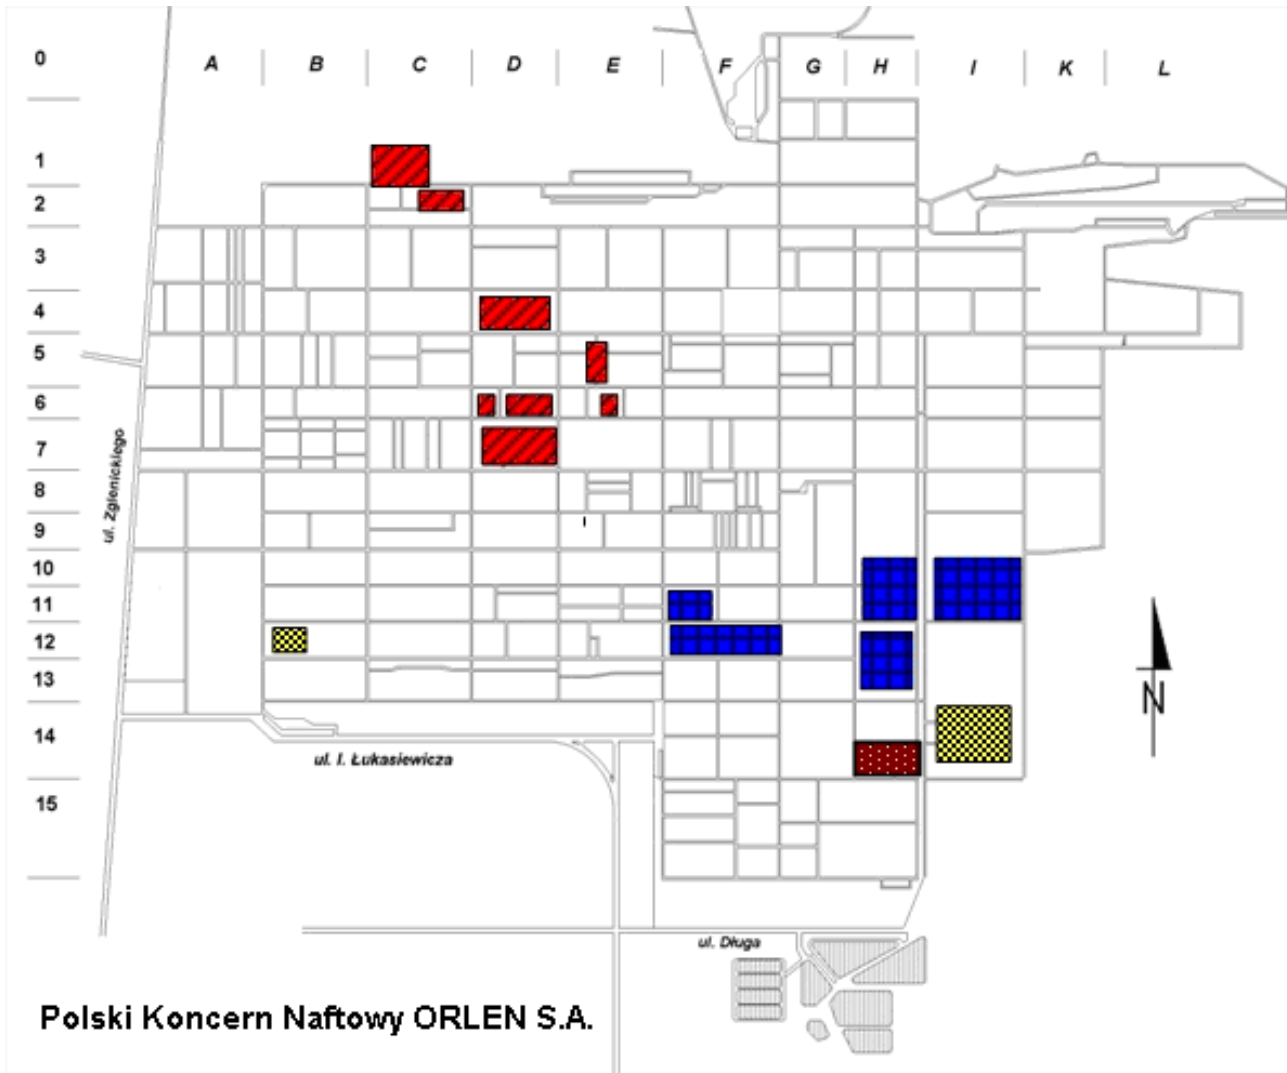 0 A B C D E F G H I K L
1
2
3
4
5
6
7
ul. Zglenickiego
8
9
10
11
12
13
N
14
ul. I. Łukasiewicza
15
ul. Długa
Polski Koncern Naftowy ORLEN S.A.